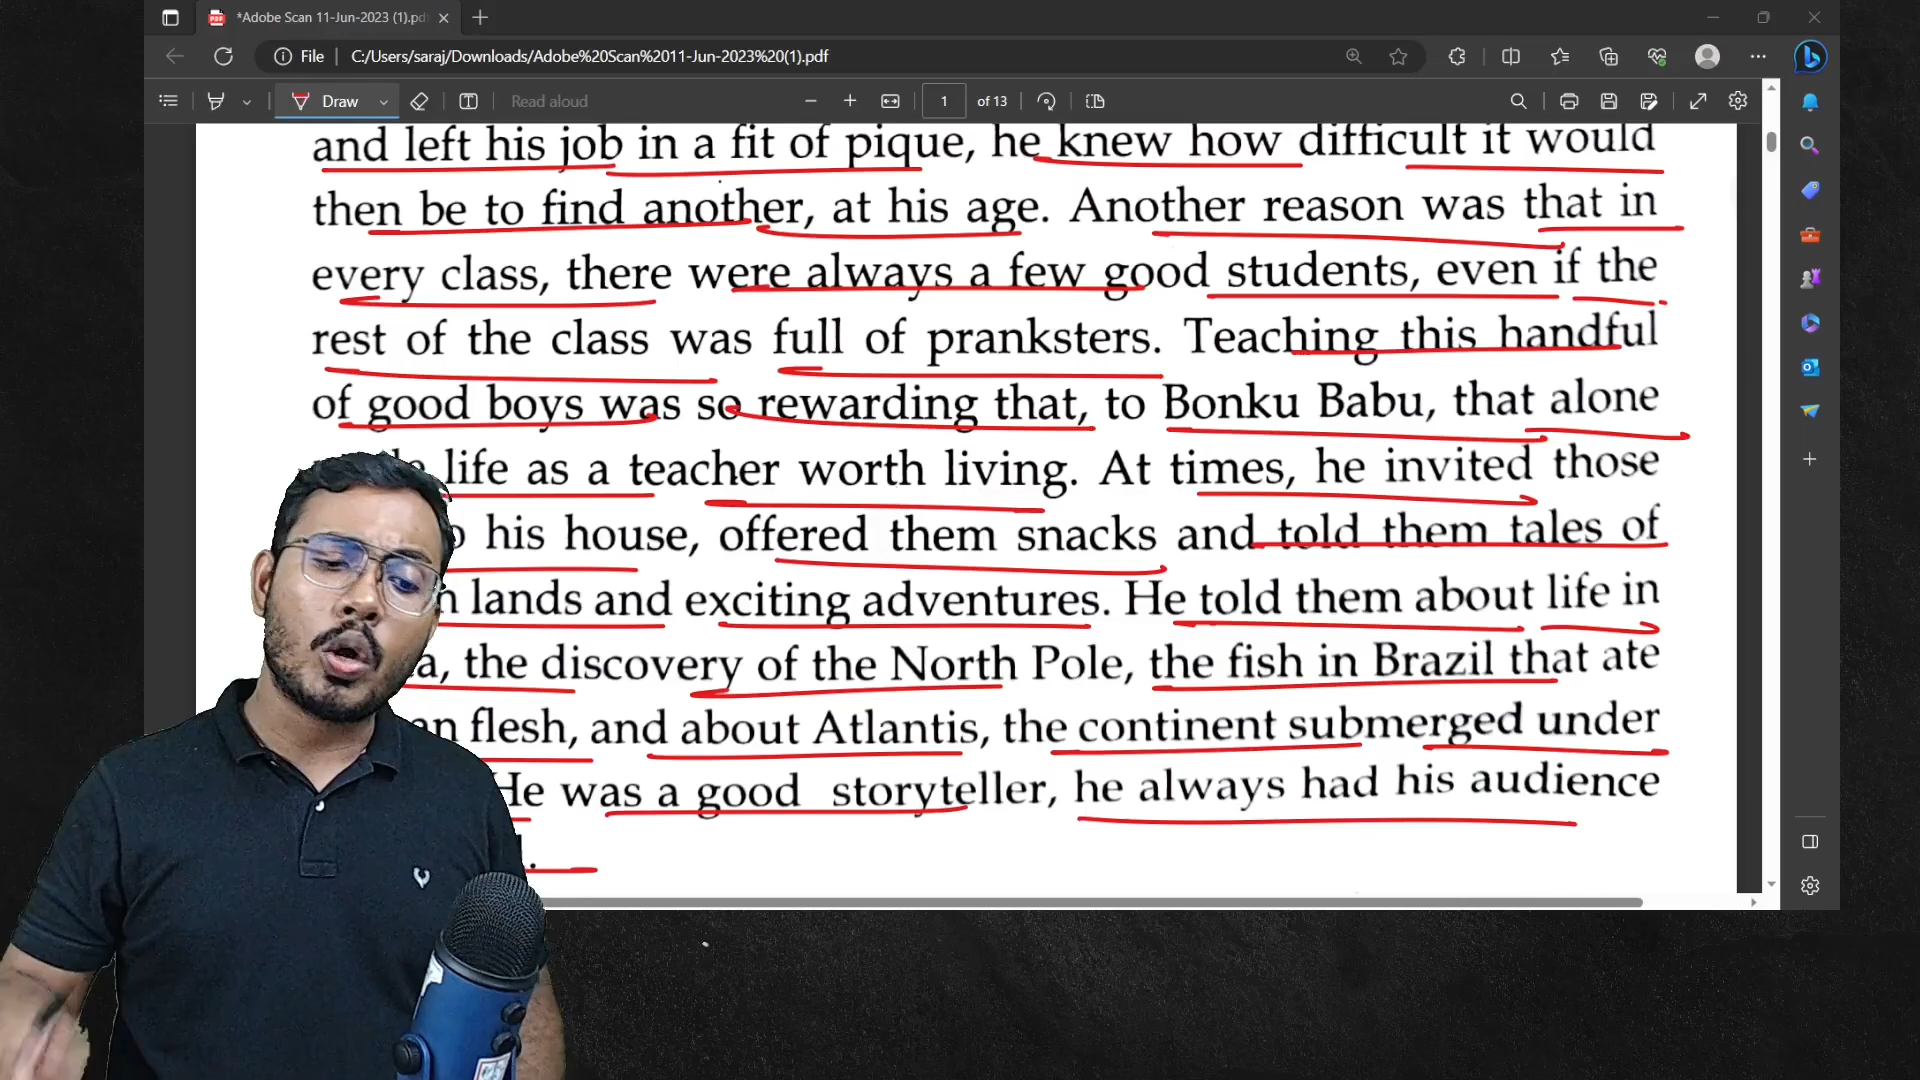 *Adobe Scan 11-Jun-2023 (1).pd
File C:/Users/saraj/Downloads/Adobe%20Scan%2011-Jun-2023%20(1).pdf
Draw Read aloud 1 of 13
and left his job in a fit of pique, he knew how difficult it would
then be to find another, at his age. Another reason was that in
every class, there were always a few good students, even if the
rest of the class was full of pranksters. Teaching this handful
of good boys was so rewarding that, to Bonku Babu, that alone
life as a teacher worth living. At times, he invited those
his house, offered them snacks and told them tales of
lands and exciting adventures. He told them about life in
the discovery of the North Pole, the fish in Brazil that ate
flesh, and about Atlantis, the continent submerged under
He was a good storyteller, he always had his audience